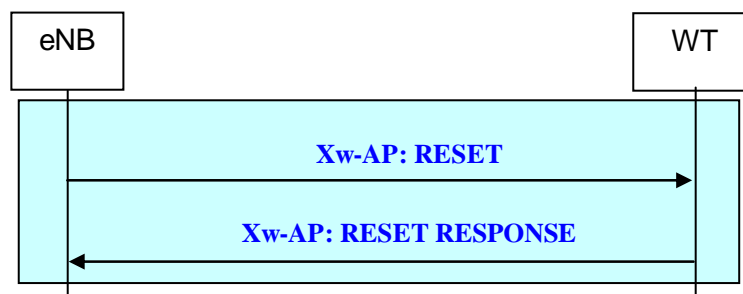 eNB
WT
Xw-AP: RESET
Xw-AP: RESET RESPONSE